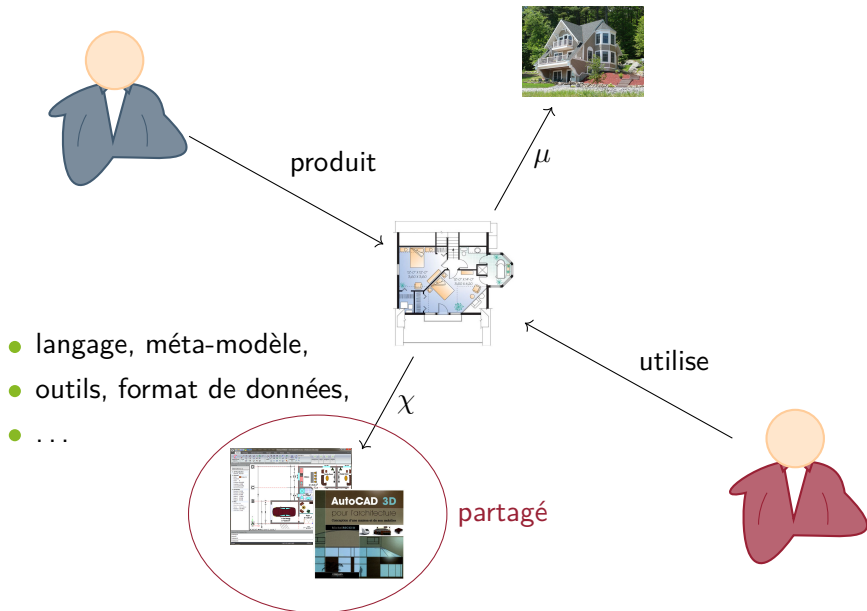 produit
μ
utilise
• langage, méta-modèle,
• outils, format de données,
• ...
χ
partagé
AutoCAD 3D
pour l'architecture